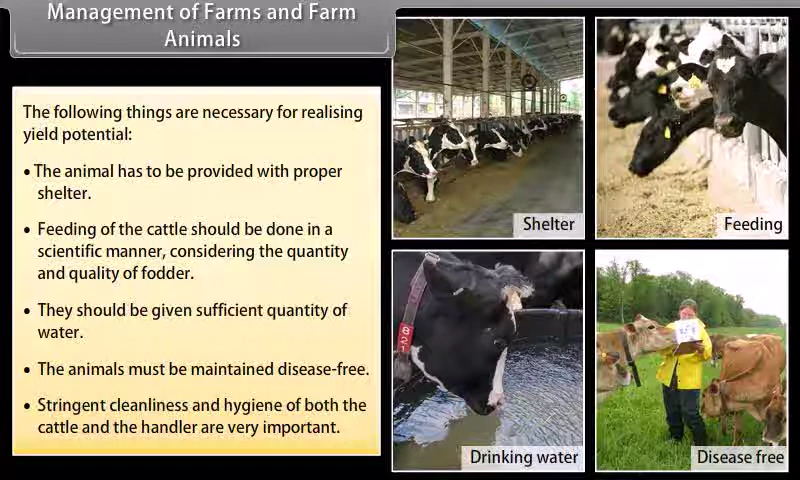 Management of Farms and Farm
Animals
The following things are necessary for realising
yield potential:
• The animal has to be provided with proper
shelter.
• Feeding of the cattle should be done in a
scientific manner, considering the quantity
and quality of fodder.
• They should be given sufficient quantity of
water.
• The animals must be maintained disease-free.
• Stringent cleanliness and hygiene of both the
cattle and the handler are very important.
Shelter
Feeding
821
Drinking water
Disease free